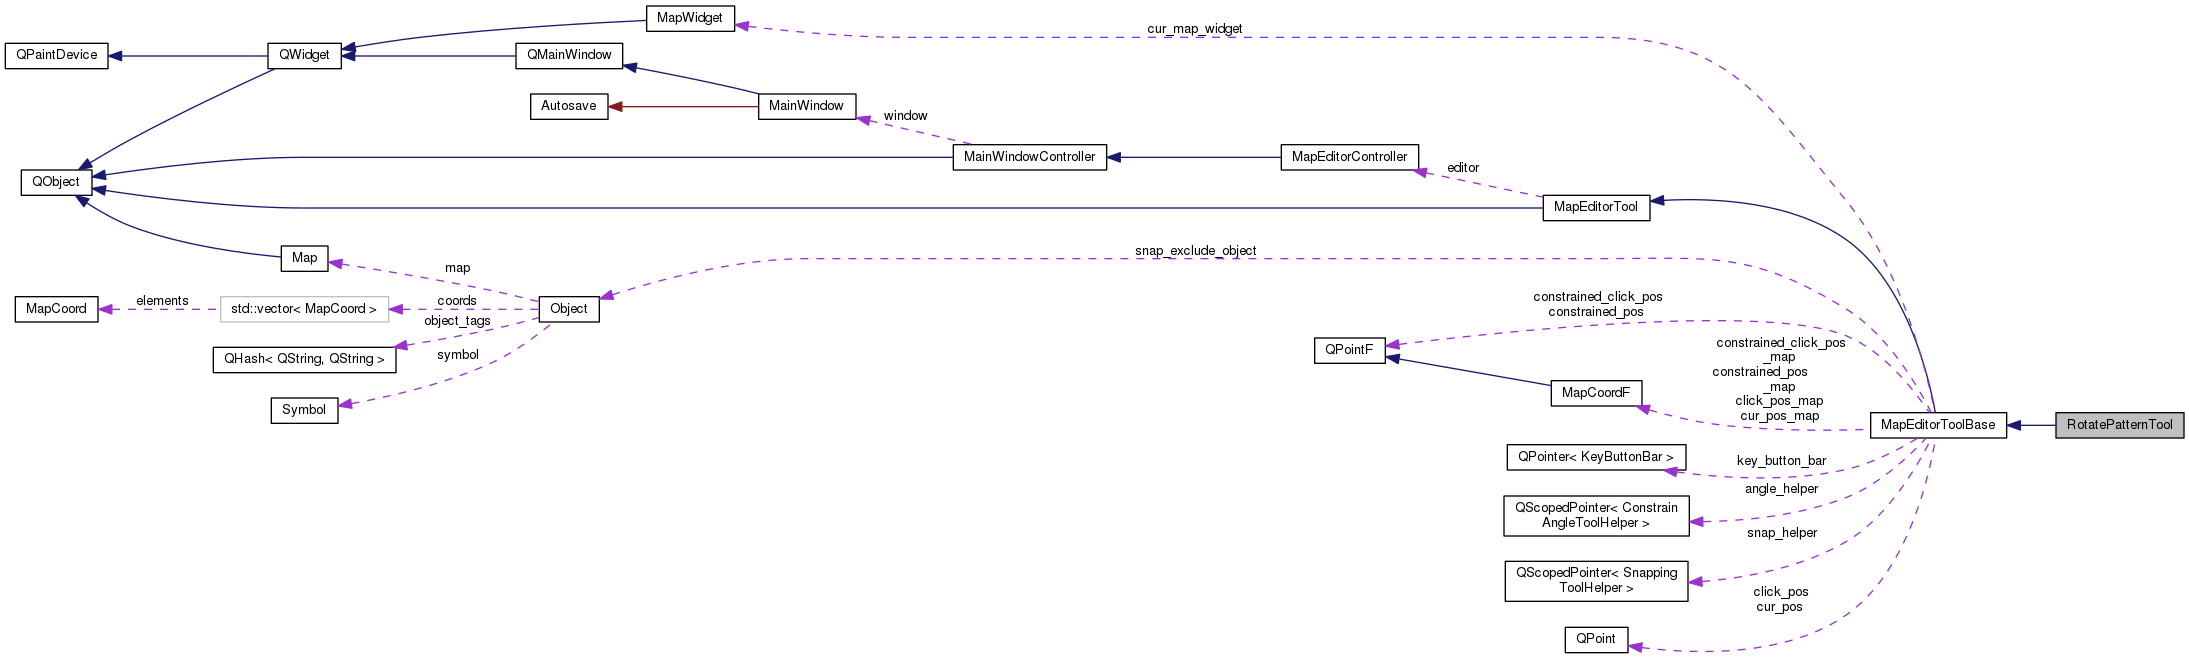 MapWidget
cur_map_widget
QPaintDevice
QWidget
QMainWindow
Autosave
MainWindow
window
MainWindowController
MapEditorController
editor
QObject
MapEditorTool
Map
map
snap_exclude_object
MapCoord
elements
std::vector< MapCoord >
coords
Object
object_tags
QHash< QString, QString >
symbol
Symbol
constrained_click_pos
constrained_pos
QPointF
constrained_click_pos
_map
constrained_pos
_map
click_pos_map
cur_pos_map
MapCoordF
MapEditorToolBase
RotatePatternTool
QPointer< KeyButtonBar >
key_button_bar
angle_helper
QScopedPointer< Constrain
AngleToolHelper >
snap_helper
QScopedPointer< Snapping
ToolHelper >
click_pos
cur_pos
QPoint